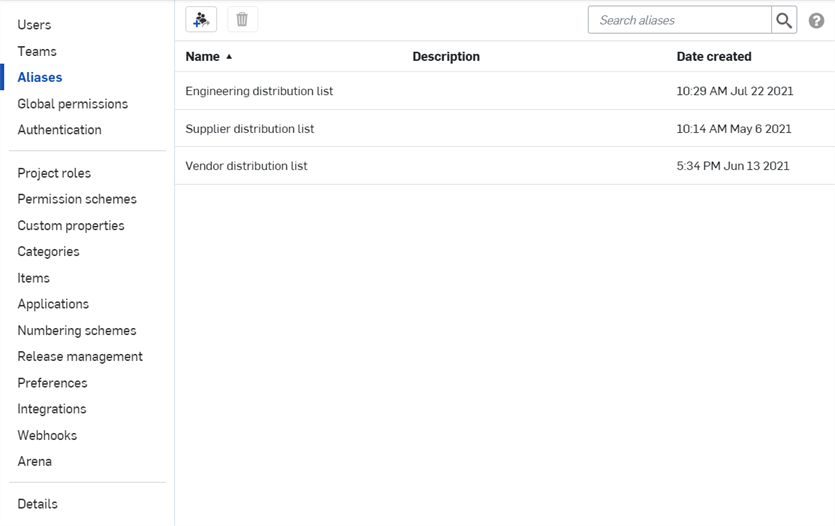 Users
Teams
Aliases
Global permissions
Authentication
Project roles
Permission schemes
Custom properties
Categories
Items
Applications
Numbering schemes
Release management
Preferences
Integrations
Webhooks
Arena
Details
Search aliases
?
Name ▲ Description Date created
Engineering distribution list 10:29 AM Jul 22 2021
Supplier distribution list 10:14 AM May 6 2021
Vendor distribution list 5:34 PM Jun 13 2021